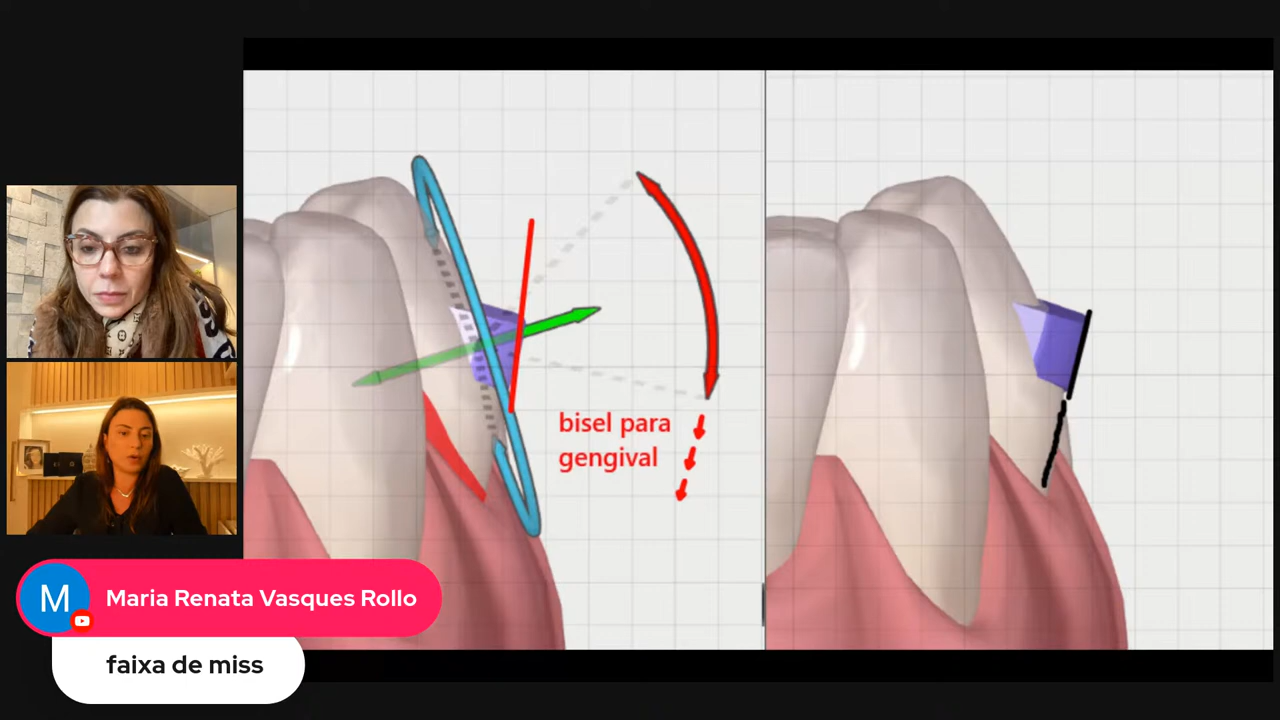 bisel para
gengival
M
Maria Renata Vasques Rollo
faixa de miss